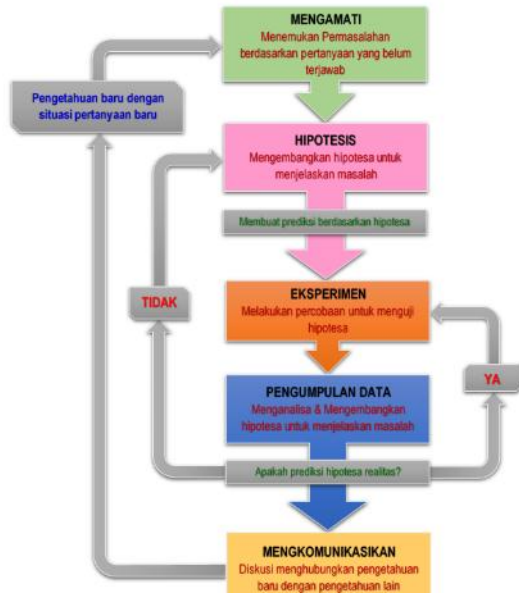 MENGAMATI
Menemukan Permasalahan
berdasarkan pertanyaan yang belum
terjawab
Pengetahuan baru dengan
situasi pertanyaan baru
HIPOTESIS
Mengembangkan hipotesa untuk
menjelaskan masalah
Membuat prediksi berdasarkan hipotesa
TIDAK
EKSPERIMEN
Melakukan percobaan untuk menguji
hipotesa
YA
PENGUMPULAN DATA
Menganalisa & Mengembangkan
hipotesa untuk menjelaskan masalah
Apakah prediksi hipotesa realitas?
MENGKOMUNIKASIKAN
Diskusi menghubungkan pengetahuan
baru dengan pengetahuan lain